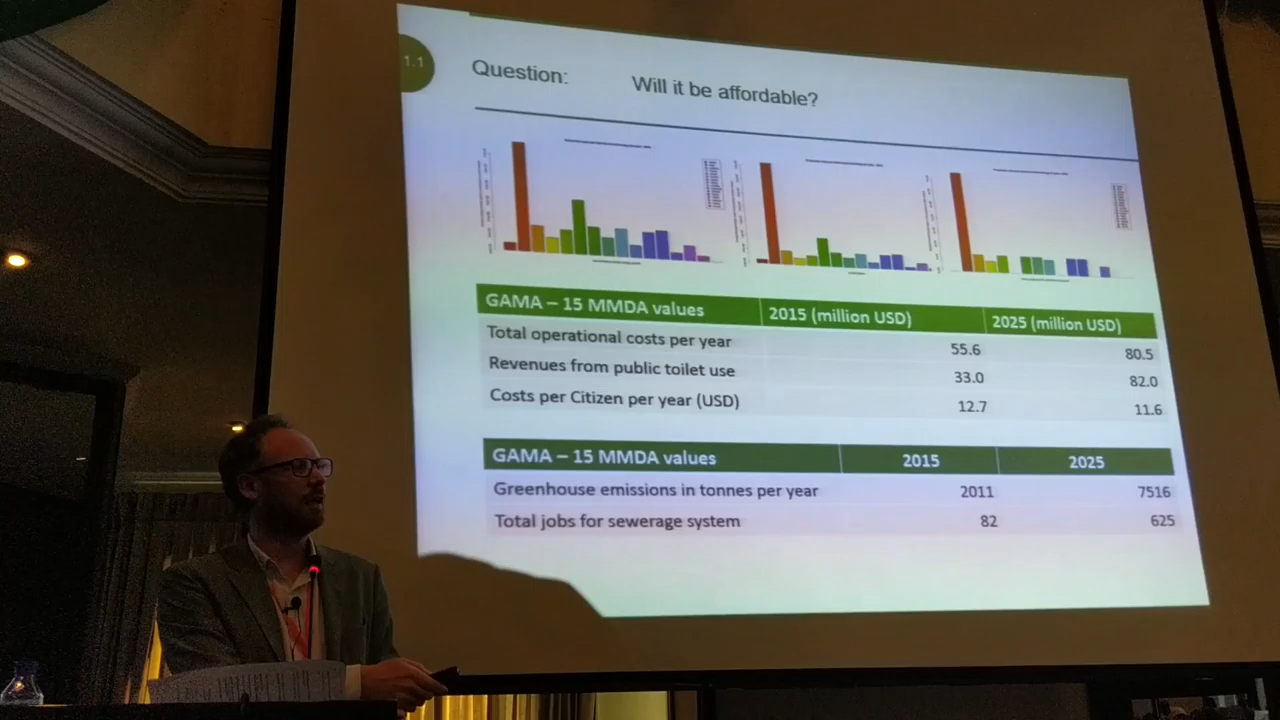 1.1
Question: Will it be affordable?
GAMA – 15 MMDA values 2015 (million USD) 2025 (million USD)
Total operational costs per year 55.6 80.5
Revenues from public toilet use 33.0 82.0
Costs per Citizen per year (USD) 12.7 11.6
GAMA – 15 MMDA values 2015 2025
Greenhouse emissions in tonnes per year 2011 7516
Total jobs for sewerage system 82 625